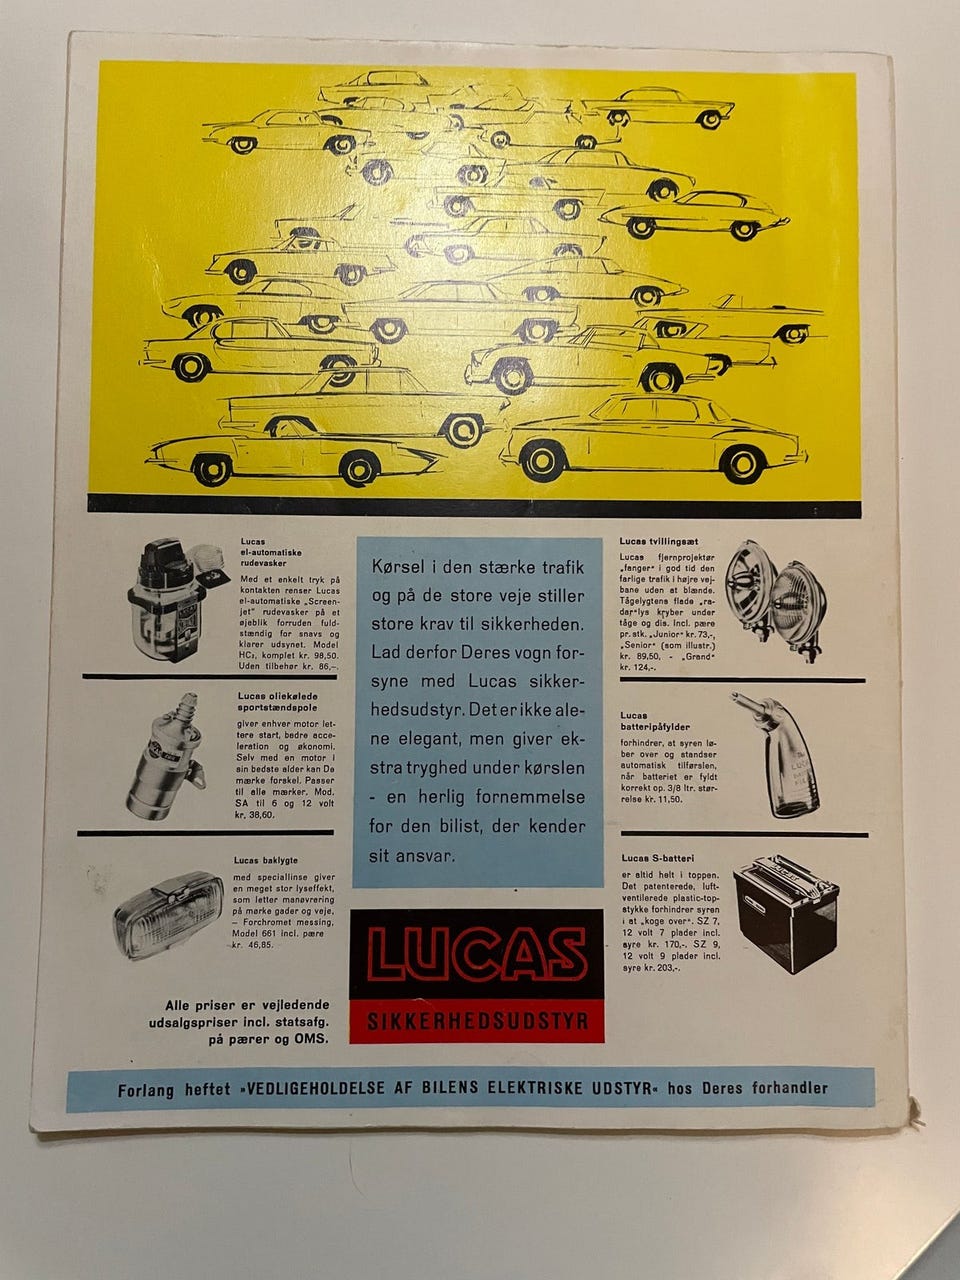 Lucas
el-automatiske
rudevasker
Med et enkelt tryk på
kontakten renser Lucas
el-automatiske „Screen-
jet" rudevasker på et
øjeblik forruden fuld-
stændig for snavs og
klarer udsynet. Model
HC₃, komplet kr. 98,50.
Uden tilbehør kr. 86,–.
Lucas oliekølede
sportstændspole
giver enhver motor let-
tere start, bedre acce-
leration og økonomi.
Selv med en motor i
sin bedste alder kan De
mærke forskel. Passer
til alle mærker. Mod.
SA til 6 og 12 volt
kr. 38,60.
Lucas baklygte
med speciallinse giver
en meget stor lyseffekt,
som letter manøvrering
på mørke gader og veje.
– Forchromet messing.
Model 661 incl. pære
kr. 46,85.
Alle priser er vejledende
udsalgspriser incl. statsafg.
på pærer og OMS.
Kørsel i den stærke trafik
og på de store veje stiller
store krav til sikkerheden.
Lad derfor Deres vogn for-
syne med Lucas sikker-
hedsudstyr. Det er ikke ale-
ne elegant, men giver ek-
stra tryghed under kørslen
- en herlig fornemmelse
for den bilist, der kender
sit ansvar.
LUCAS
SIKKERHEDSUDSTYR
Lucas tvillingsæt
Lucas fjernprojektør
„fanger" i god tid den
farlige trafik i højre vej-
bane uden at blænde.
Tågelygtens flade „ra-
dar"lys kryber under
tåge og dis. Incl. pære
pr. stk. „Junior" kr. 73,-,
„Senior" (som illustr.)
kr. 89,50, - „Grand"
kr. 124,-.
Lucas
batteripåfylder
forhindrer, at syren lø-
ber over og standser
automatisk tilførslen,
når batteriet er fyldt
korrekt op. 3/8 ltr. stør-
relse kr. 11,50.
Lucas S-batteri
er altid helt i toppen.
Det patenterede, luft-
ventilerede plastic-top-
stykke forhindrer syren
i at „koge over". SZ 7,
12 volt 7 plader incl.
syre kr. 170,-. SZ 9,
12 volt 9 plader incl.
syre kr. 203,-.
Forlang heftet »VEDLIGEHOLDELSE AF BILENS ELEKTRISKE UDSTYR« hos Deres forhandler